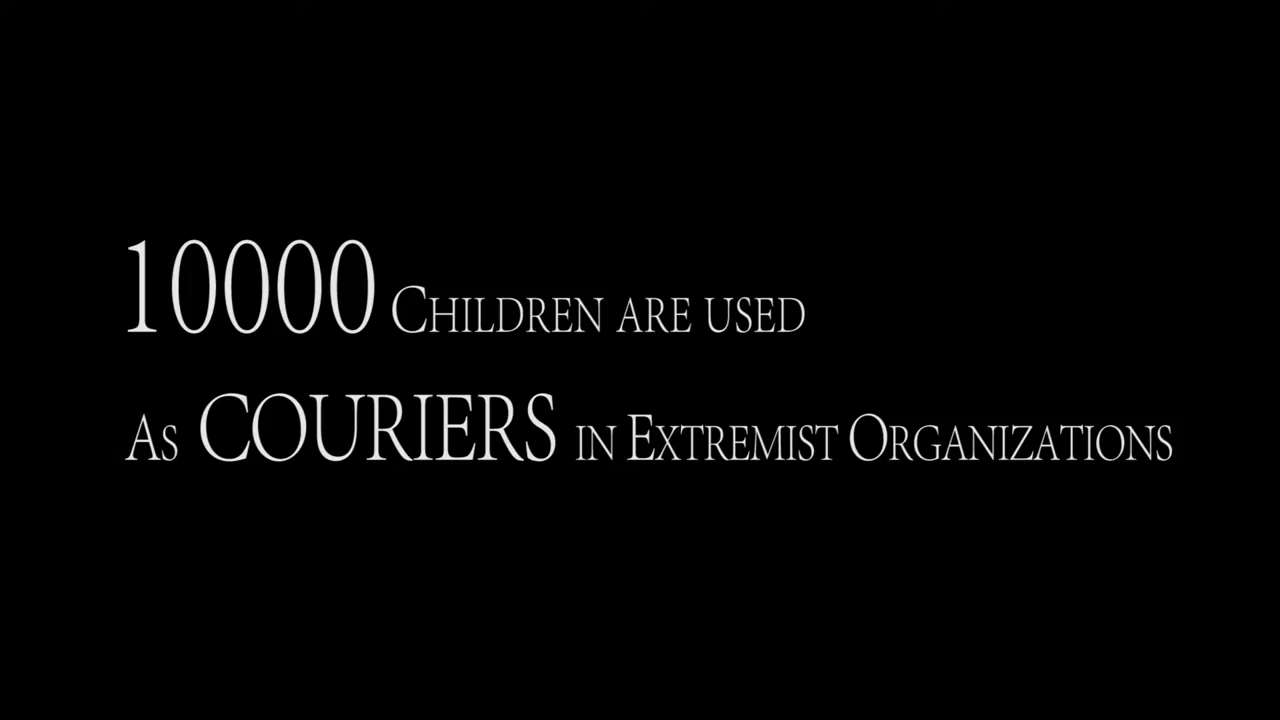 10000 Children are used
As COURIERS in Extremist Organizations